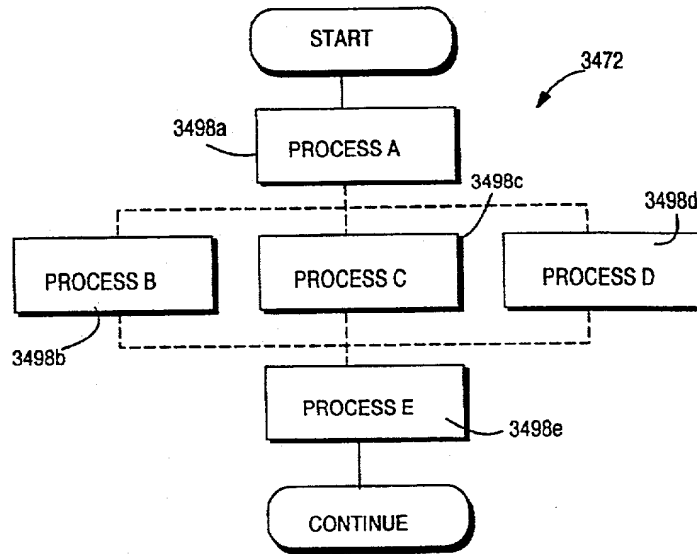 START
3472
3498a
PROCESS A
3498c
3498d
PROCESS B
PROCESS C
PROCESS D
3498b
PROCESS E
3498e
CONTINUE